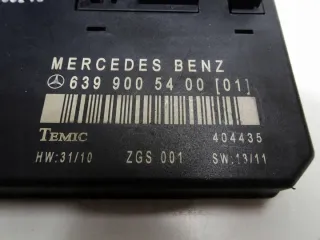 MERCEDES BENZ
639 900 54 00 [01]
TEMIC 404435
HW:31/10 ZGS 001 SW:13/11